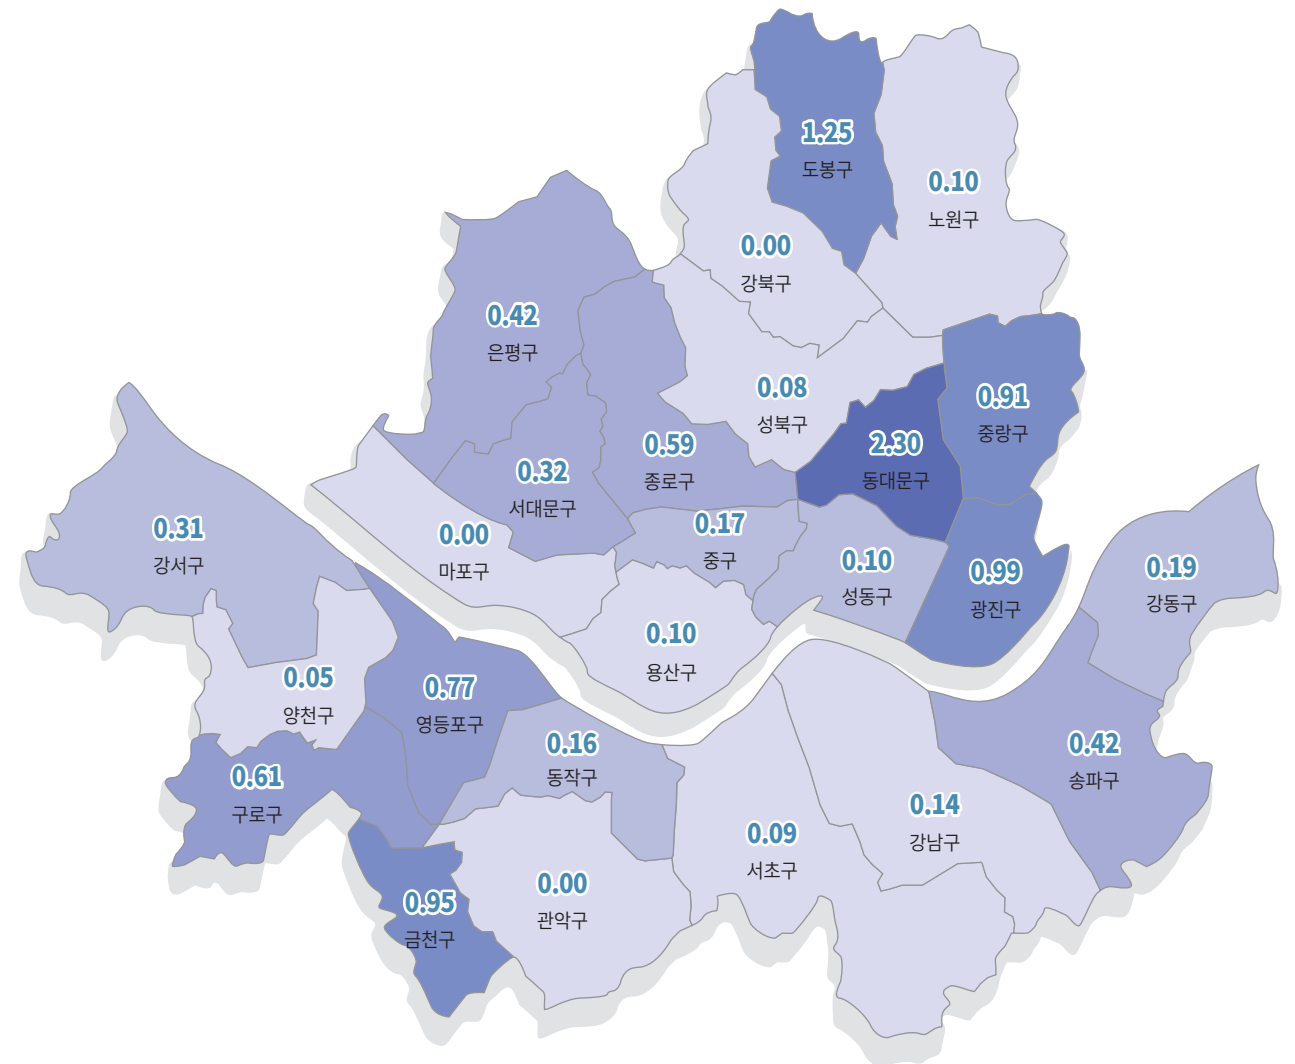 1.25
도봉구
0.10
노원구
0.00
강북구
0.42
은평구
0.08
성북구
0.91
중랑구
2.30
동대문구
0.59
종로구
0.32
서대문구
0.00
마포구
0.17
중구
0.10
성동구
0.99
광진구
0.31
강서구
0.19
강동구
0.10
용산구
0.05
양천구
0.77
영등포구
0.16
동작구
0.42
송파구
0.61
구로구
0.14
강남구
0.09
서초구
0.00
관악구
0.95
금천구